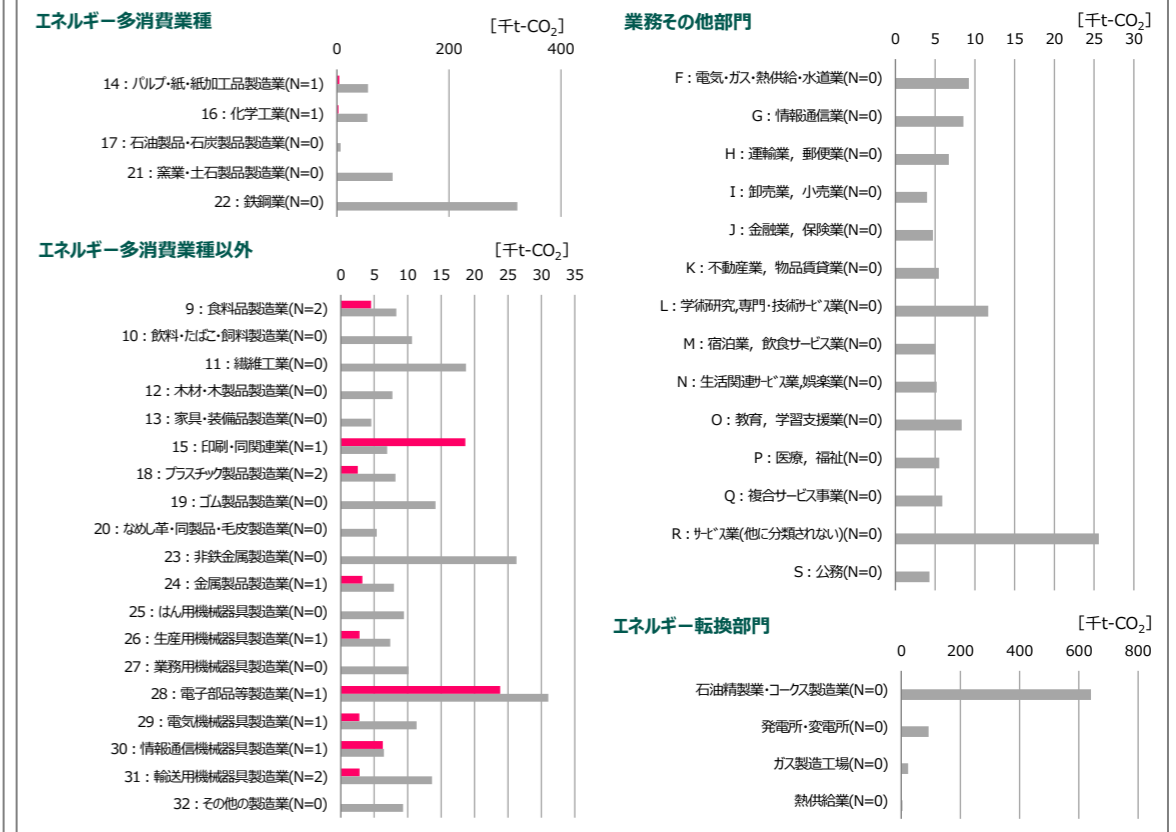 エネルギー多消費業種
[千t-CO₂]
0 200 400
14:パルプ・紙・紙加工品製造業(N=1)
16:化学工業(N=1)
17:石油製品・石炭製品製造業(N=0)
21:窯業・土石製品製造業(N=0)
22:鉄鋼業(N=0)
エネルギー多消費業種以外
[千t-CO₂]
0 5 10 15 20 25 30 35
9:食料品製造業(N=2)
10:飲料・たばこ・飼料製造業(N=0)
11:繊維工業(N=0)
12:木材・木製品製造業(N=0)
13:家具・装備品製造業(N=0)
15:印刷・同関連業(N=1)
18:プラスチック製品製造業(N=2)
19:ゴム製品製造業(N=0)
20:なめし革・同製品・毛皮製造業(N=0)
23:非鉄金属製造業(N=0)
24:金属製品製造業(N=1)
25:はん用機械器具製造業(N=0)
26:生産用機械器具製造業(N=1)
27:業務用機械器具製造業(N=0)
28:電子部品等製造業(N=1)
29:電気機械器具製造業(N=1)
30:情報通信機械器具製造業(N=1)
31:輸送用機械器具製造業(N=2)
32:その他の製造業(N=0)
業務その他部門
[千t-CO₂]
0 5 10 15 20 25 30
F:電気・ガス・熱供給・水道業(N=0)
G:情報通信業(N=0)
H:運輸業，郵便業(N=0)
I:卸売業，小売業(N=0)
J:金融業，保険業(N=0)
K:不動産業，物品賃貸業(N=0)
L:学術研究,専門・技術サービス業(N=0)
M:宿泊業，飲食サービス業(N=0)
N:生活関連サービス業,娯楽業(N=0)
O:教育，学習支援業(N=0)
P:医療，福祉(N=0)
Q:複合サービス事業(N=0)
R:サービス業(他に分類されない)(N=0)
S:公務(N=0)
エネルギー転換部門
[千t-CO₂]
0 200 400 600 800
石油精製業・コークス製造業(N=0)
発電所・変電所(N=0)
ガス製造工場(N=0)
熱供給業(N=0)